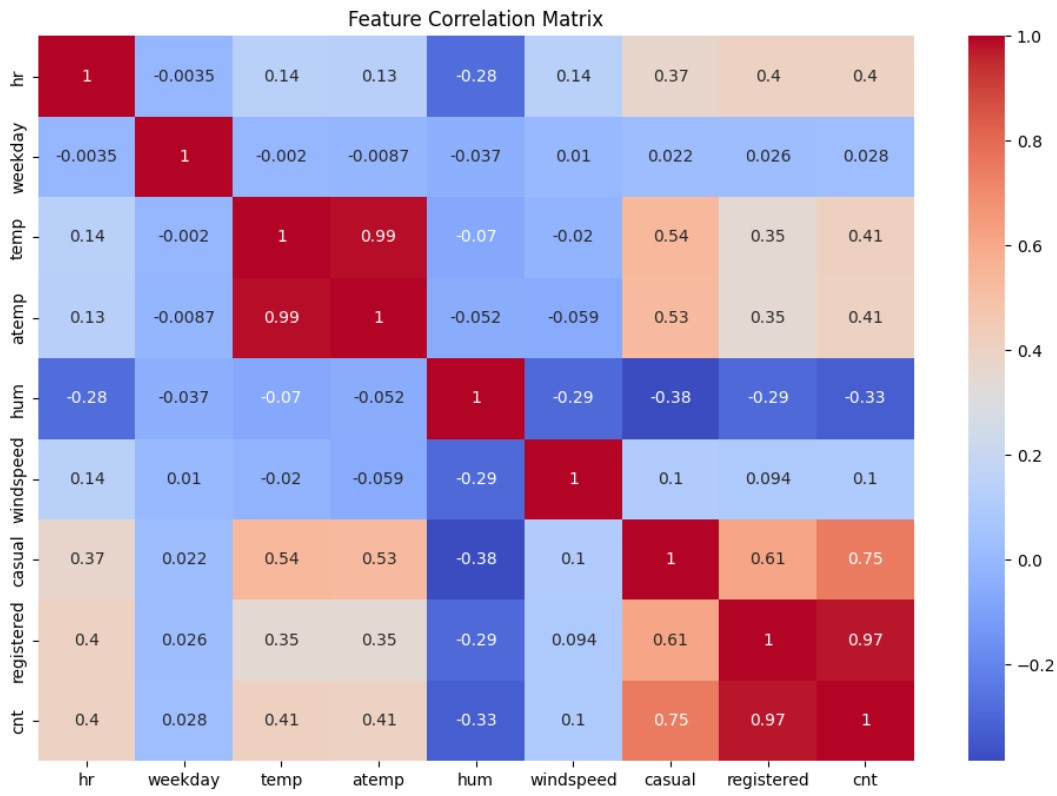 Feature Correlation Matrix
hr 1 -0.0035 0.14 0.13 -0.28 0.14 0.37 0.4 0.4
weekday -0.0035 1 -0.002 -0.0087 -0.037 0.01 0.022 0.026 0.028
temp 0.14 -0.002 1 0.99 -0.07 -0.02 0.54 0.35 0.41
atemp 0.13 -0.0087 0.99 1 -0.052 -0.059 0.53 0.35 0.41
hum -0.28 -0.037 -0.07 -0.052 1 -0.29 -0.38 -0.29 -0.33
windspeed 0.14 0.01 -0.02 -0.059 -0.29 1 0.1 0.094 0.1
casual 0.37 0.022 0.54 0.53 -0.38 0.1 1 0.61 0.75
registered 0.4 0.026 0.35 0.35 -0.29 0.094 0.61 1 0.97
cnt 0.4 0.028 0.41 0.41 -0.33 0.1 0.75 0.97 1
hr weekday temp atemp hum windspeed casual registered cnt
1.0
0.8
0.6
0.4
0.2
0.0
−0.2